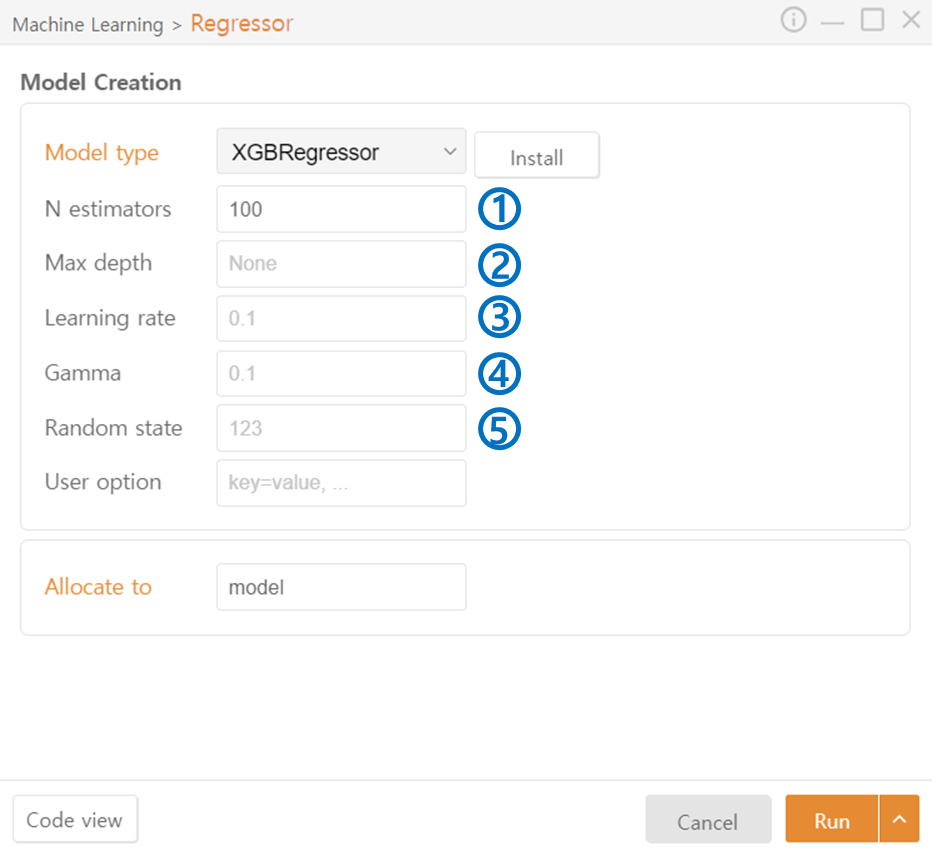 Machine Learning > Regressor
Model Creation
Model type XGBRegressor Install
N estimators 100 ①
Max depth None ②
Learning rate 0.1 ③
Gamma 0.1 ④
Random state 123 ⑤
User option key=value, ...
Allocate to model
Code view Cancel Run